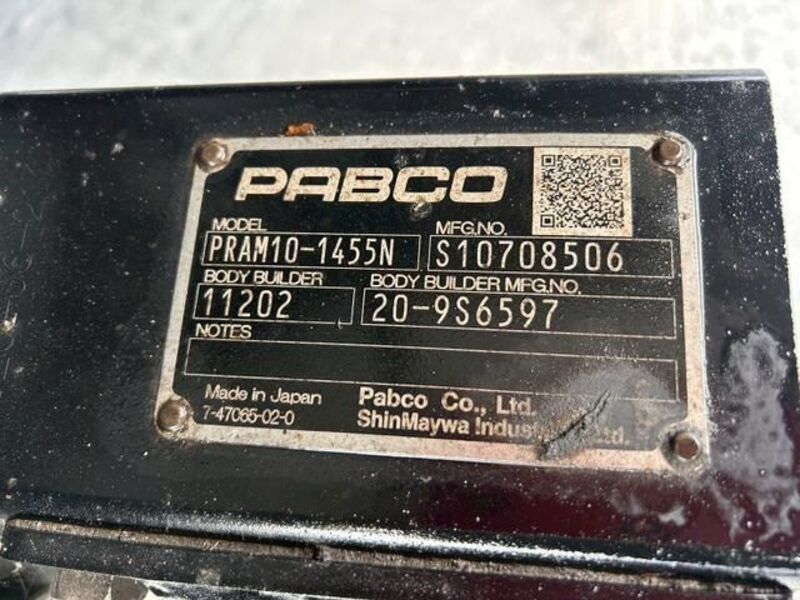 PABCO
MODEL
MFG.NO.
PRAM10-1455N
S10708506
BODY BUILDER
BODY BUILDER MFG.NO.
11202
20-9S6597
NOTES
Made in Japan
7-47065-02-0
Pabco Co., Ltd.
ShinMaywa Ltd.